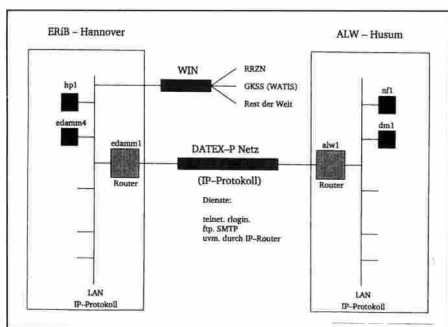 ERiB – Hannover
ALW – Husum
WIN
RRZN
GKSS (WATIS)
Rest der Welt
hp1
edamm4
edamm1
Router
DATEX–P Netz
(IP–Protokoll)
Dienste:
telnet. rlogin.
ftp. SMTP
uvm. durch IP–Router
nf1
dm1
alw1
Router
LAN
IP–Protokoll
LAN
IP–Protokoll